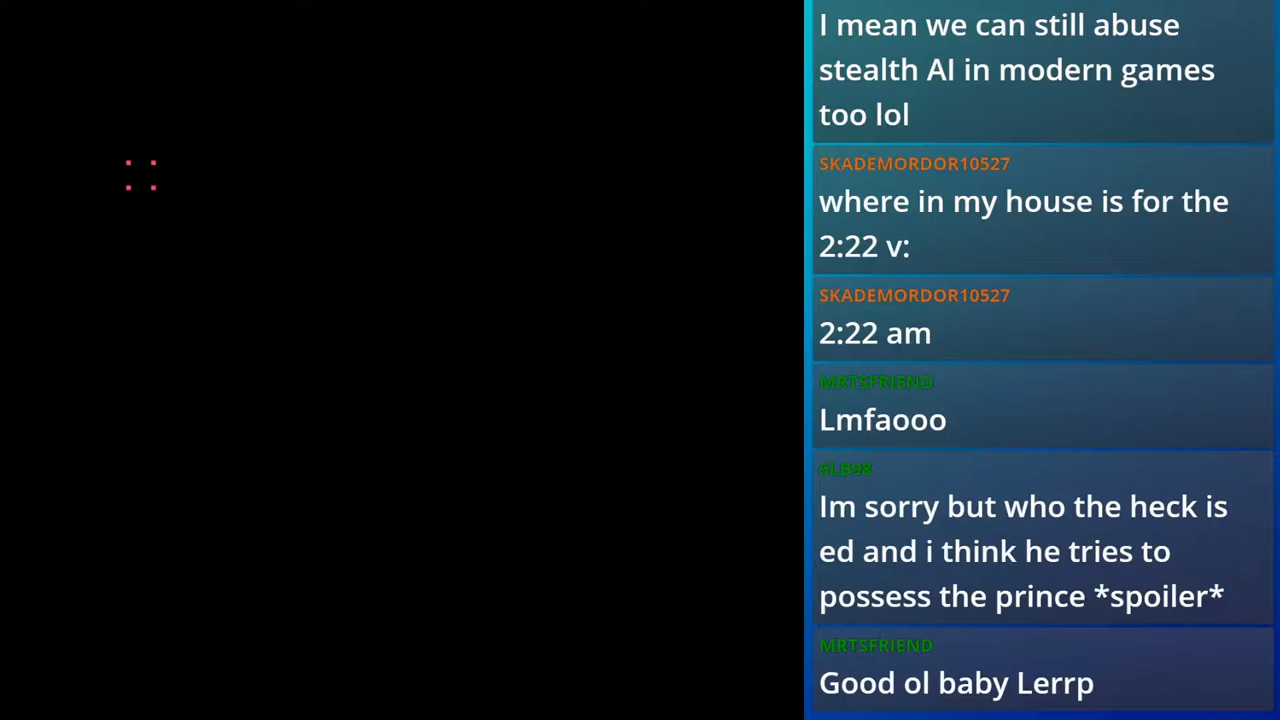 I mean we can still abuse
stealth AI in modern games
too lol
SKADEMORDOR10527
where in my house is for the
2:22 v:
SKADEMORDOR10527
2:22 am
MRTSFRIEND
Lmfaooo
6LB98
Im sorry but who the heck is
ed and i think he tries to
possess the prince *spoiler*
MRTSFRIEND
Good ol baby Lerrp